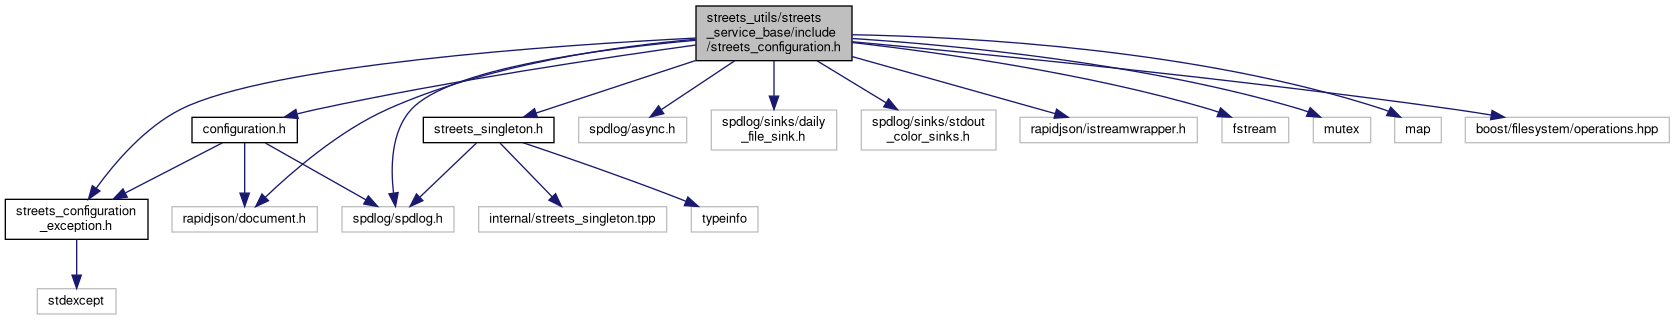 streets_utils/streets
_service_base/include
/streets_configuration.h
configuration.h
streets_singleton.h
spdlog/async.h
spdlog/sinks/daily
_file_sink.h
spdlog/sinks/stdout
_color_sinks.h
rapidjson/istreamwrapper.h
fstream
mutex
map
boost/filesystem/operations.hpp
streets_configuration
_exception.h
rapidjson/document.h
spdlog/spdlog.h
internal/streets_singleton.tpp
typeinfo
stdexcept